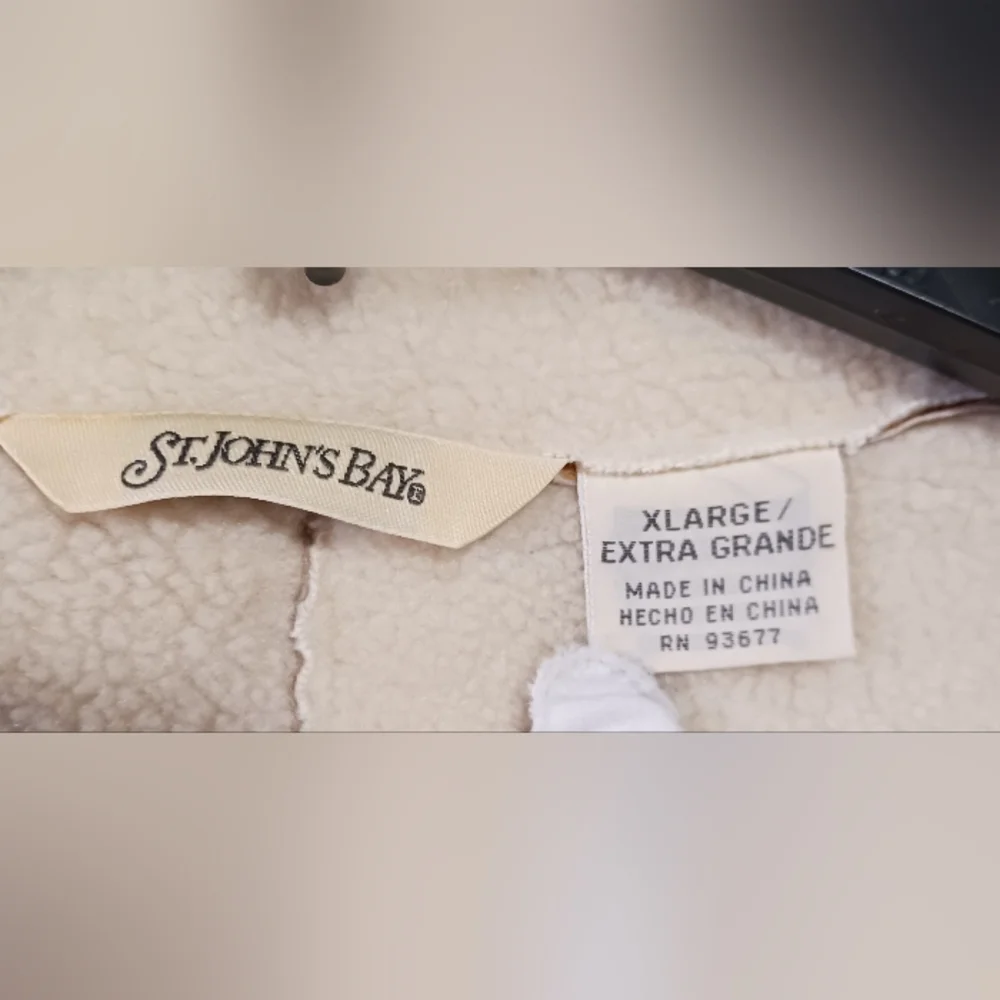 ST. JOHN'S BAY®
XLARGE/
EXTRA GRANDE
MADE IN CHINA
HECHO EN CHINA
RN 93677